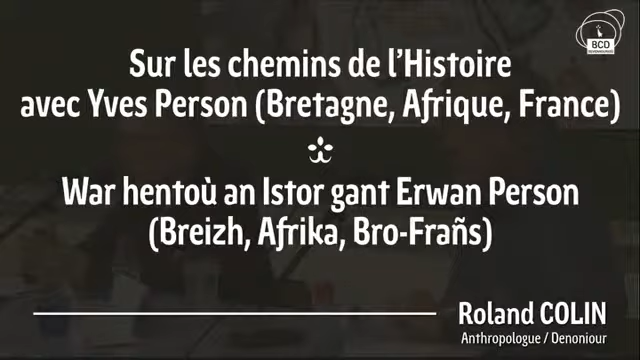 BCD
Sur les chemins de l'Histoire
avec Yves Person (Bretagne, Afrique, France)
War hentoù an Istor gant Erwan Person
(Breizh, Afrika, Bro-Frañs)
Roland COLIN
Anthropologue / Denoniour